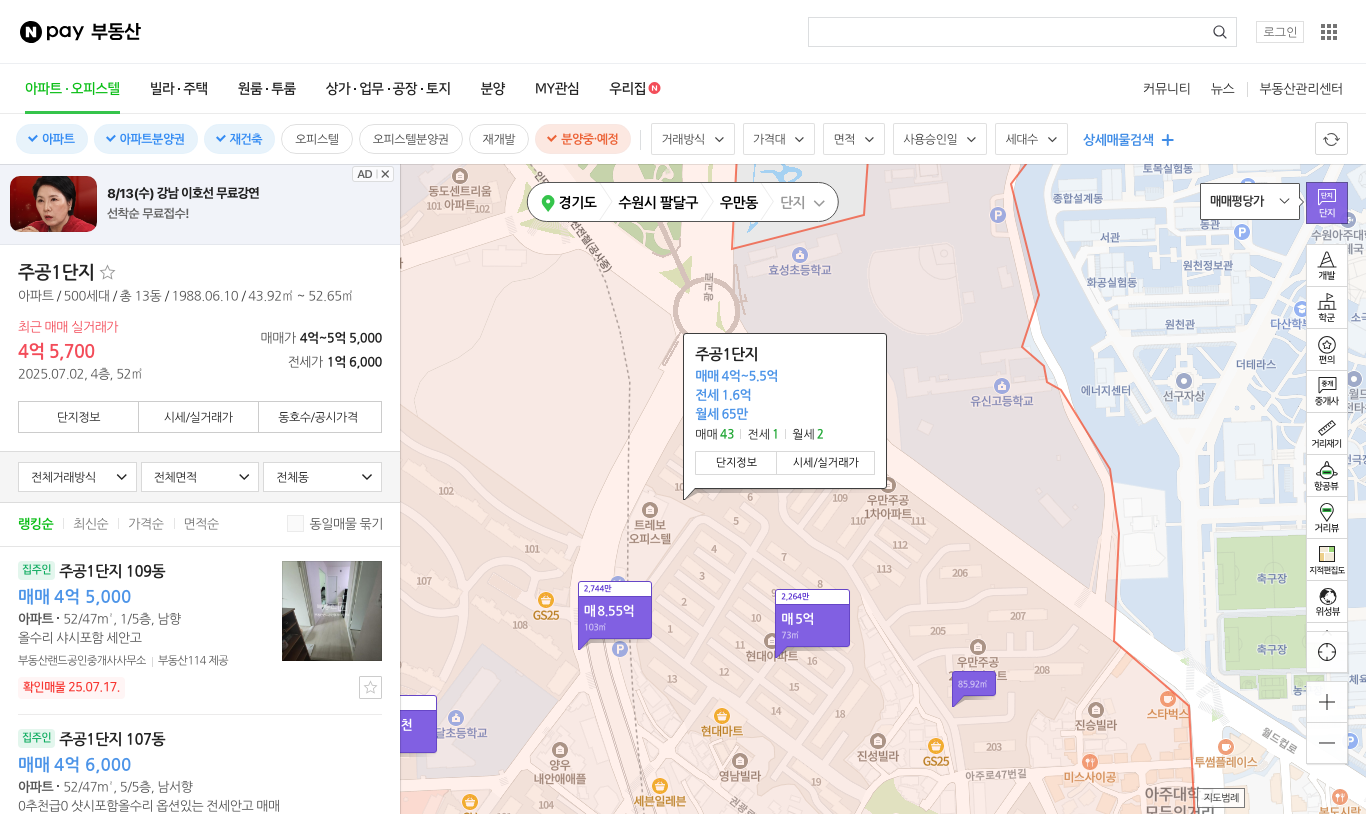 N pay 부동산
로그인
아파트·오피스텔 빌라·주택 원룸·투룸 상가·업무·공장·토지 분양 MY관심 우리집 N
커뮤니티 뉴스 부동산관리센터
아파트 아파트분양권 재건축 오피스텔 오피스텔분양권 재개발 분양중·예정 거래방식 가격대 면적 사용승인일 세대수 상세매물검색
AD
8/13(수) 강남 이호선 무료강연
선착순 무료접수!
주공1단지
아파트 / 500세대 / 총 13동 / 1988.06.10 / 43.92㎡ ~ 52.65㎡
최근 매매 실거래가
4억 5,700
2025.07.02, 4층, 52㎡
매매가 4억~5억 5,000
전세가 1억 6,000
단지정보 시세/실거래가 동호수/공시가격
전체거래방식 전체면적 전체동
랭킹순 최신순 가격순 면적순 동일매물 묶기
집주인 주공1단지 109동
매매 4억 5,000
아파트 · 52/47㎡, 1/5층, 남향
올수리 샤시포함 세안고
부동산랜드공인중개사사무소 부동산114 제공
확인매물 25.07.17.
집주인 주공1단지 107동
매매 4억 6,000
아파트 · 52/47㎡, 5/5층, 남서향
0추천급0 샷시포함올수리 옵션있는 전세안고 매매
경기도 수원시 팔달구 우만동 단지
매매평당가
단지
단지
개발
학군
편의
중개
중개사
거리재기
항공뷰
거리뷰
지적편집도
위성뷰
동도센트리움
101 아파트 102
효성초등학교
광교로
종합설계동
토목실험동
서관
동관
원천정보관
화공실험동
원천관
다산학부
더테라스
에너지센터
선구자상
수원아주대학
유신고등학교
주공1단지
매매 4억~5.5억
전세 1.6억
월세 65만
매매 43 전세 1 월세 2
단지정보 시세/실거래가
109
우만주공
1차아파트
110
111
112
트레보
오피스텔
101
102
107
108
GS25
2,744만
매 8.55억
103㎡
2,264만
매 5억
73㎡
현대아파트
206
205
207
208
우만주공
85.92㎡
203
축구장
축구장
스타벅스
진승빌라
진성빌라
현대마트
GS25
영남빌라
양우
내안애애플
세븐일레븐
104
103
아주로47번길
미스사이공
투썸플레이스
월드컵로
아주대학
모두의거리
지도범례